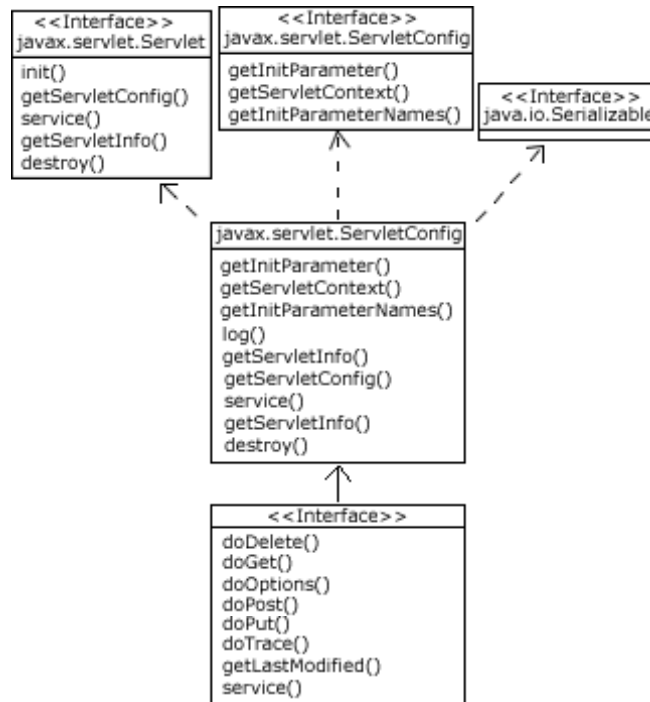 <<Interface>>
javax.servlet.Servlet
init()
getServletConfig()
service()
getServletInfo()
destroy()
<<Interface>>
javax.servlet.ServletConfig
getInitParameter()
getServletContext()
getInitParameterNames()
<<Interface>>
java.io.Serializable
javax.servlet.ServletConfig
getInitParameter()
getServletContext()
getInitParameterNames()
log()
getServletInfo()
getServletConfig()
service()
getServletInfo()
destroy()
<<Interface>>
doDelete()
doGet()
doOptions()
doPost()
doPut()
doTrace()
getLastModified()
service()